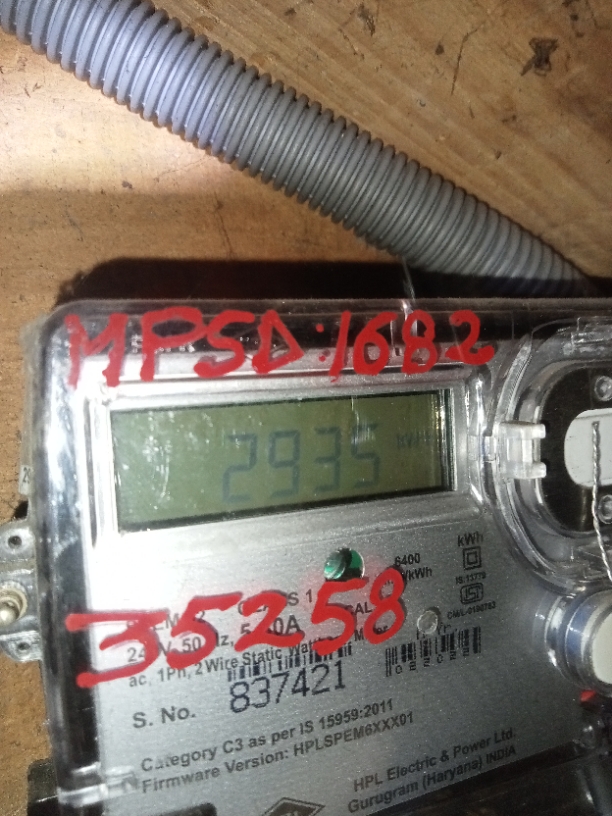 MPSD:1682
2935
kWh
6400
35258
ac, 1Ph, 2 Wire Static
S. No. 837421
Category C3 as per IS 15959:2011
Firmware Version: HPLSPEM6XXX01
HPL Electric & Power Ltd.
Gurugram (Haryana) INDIA